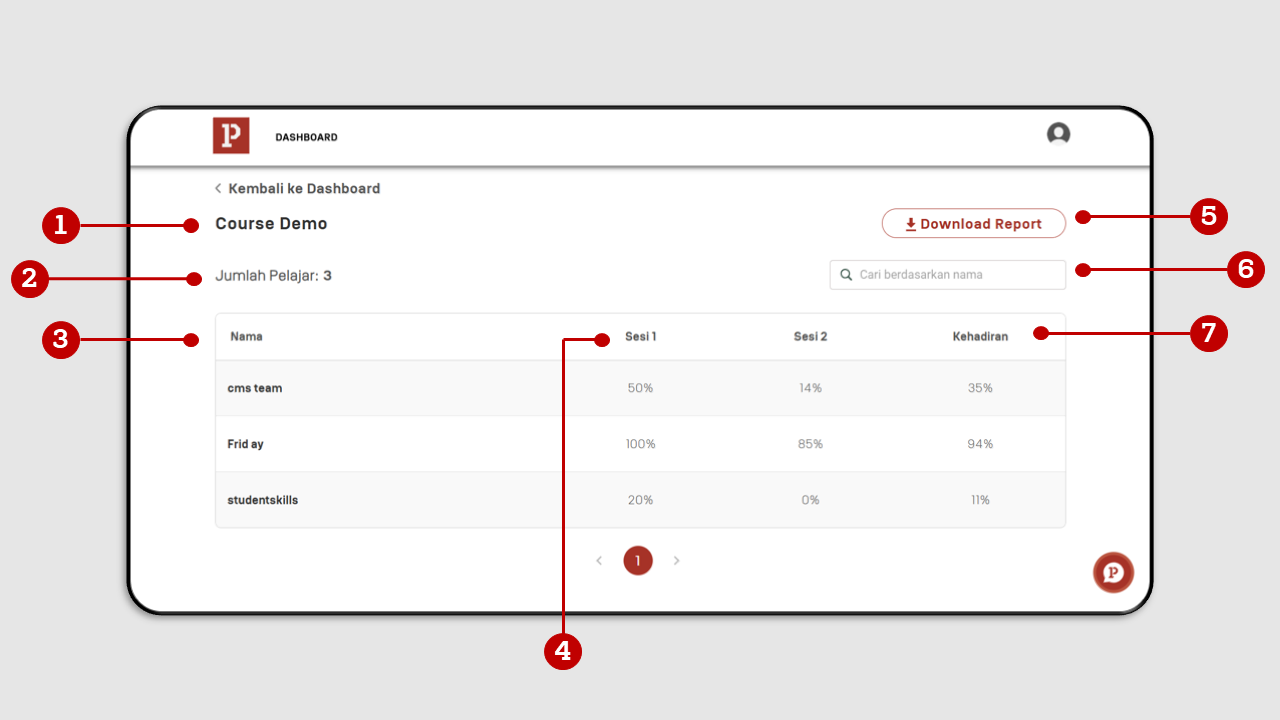 P DASHBOARD
Kembali ke Dashboard
1 Course Demo Download Report 5
2 Jumlah Pelajar: 3 Cari berdasarkan nama 6
3 Nama Sesi 1 Sesi 2 Kehadiran 7
cms team 50% 14% 35%
Frid ay 100% 85% 94%
studentskills 20% 0% 11%
1
P
4